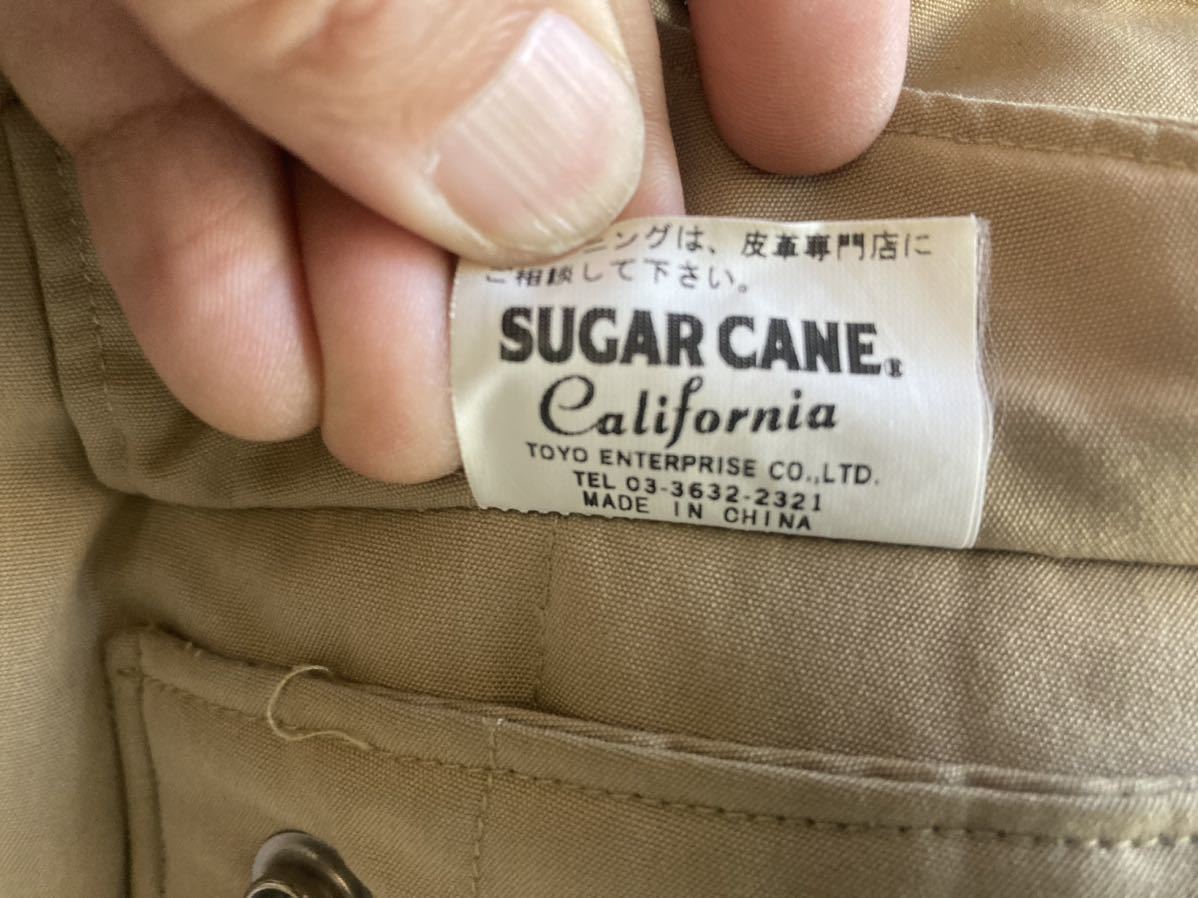 ニングは、皮革専門店に
ご相談して下さい。
SUGAR CANE®
California
TOYO ENTERPRISE CO.,LTD.
TEL 03-3632-2321
MADE IN CHINA